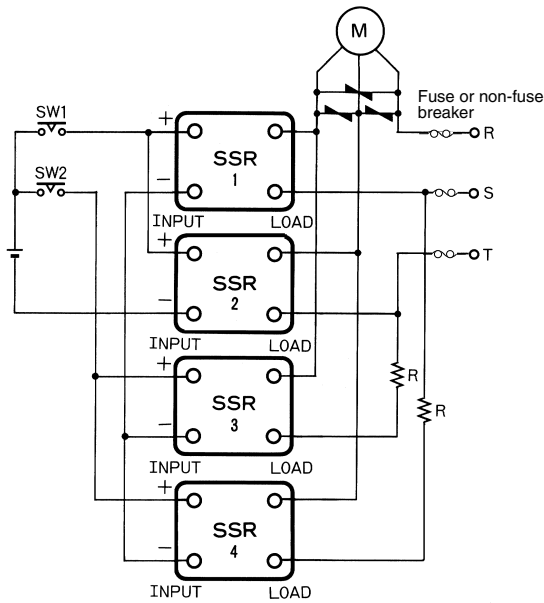 M
Fuse or non-fuse
breaker
SW1
+
SSR
1
R
SW2
−
S
INPUT
LOAD
+
SSR
2
T
−
INPUT
LOAD
+
SSR
3
R
R
−
INPUT
LOAD
+
SSR
4
−
INPUT
LOAD